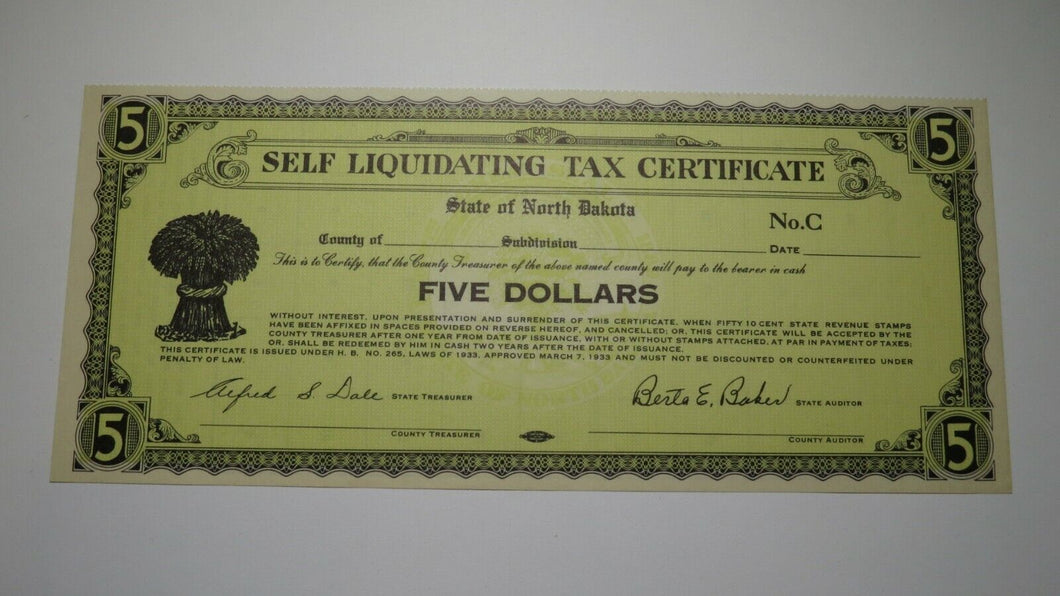 5 5
SELF LIQUIDATING TAX CERTIFICATE
State of North Dakota
No.C
County of Subdivision DATE
This is to Certify, that the County Treasurer of the above named county will pay to the bearer in cash
FIVE DOLLARS
WITHOUT INTEREST, UPON PRESENTATION AND SURRENDER OF THIS CERTIFICATE, WHEN FIFTY 10 CENT STATE REVENUE STAMPS
HAVE BEEN AFFIXED IN SPACES PROVIDED ON REVERSE HEREOF, AND CANCELLED; OR, THIS CERTIFICATE WILL BE ACCEPTED BY THE
COUNTY TREASURER AFTER ONE YEAR FROM DATE OF ISSUANCE, WITH OR WITHOUT STAMPS ATTACHED, AT PAR IN PAYMENT OF TAXES;
OR, SHALL BE REDEEMED BY HIM IN CASH TWO YEARS AFTER THE DATE OF ISSUANCE.
THIS CERTIFICATE IS ISSUED UNDER H. B. NO. 265, LAWS OF 1933, APPROVED MARCH 7, 1933 AND MUST NOT BE DISCOUNTED OR COUNTERFEITED UNDER
PENALTY OF LAW.
Alfred S. Dale STATE TREASURER Berta E. Baker STATE AUDITOR
COUNTY TREASURER COUNTY AUDITOR
5 5